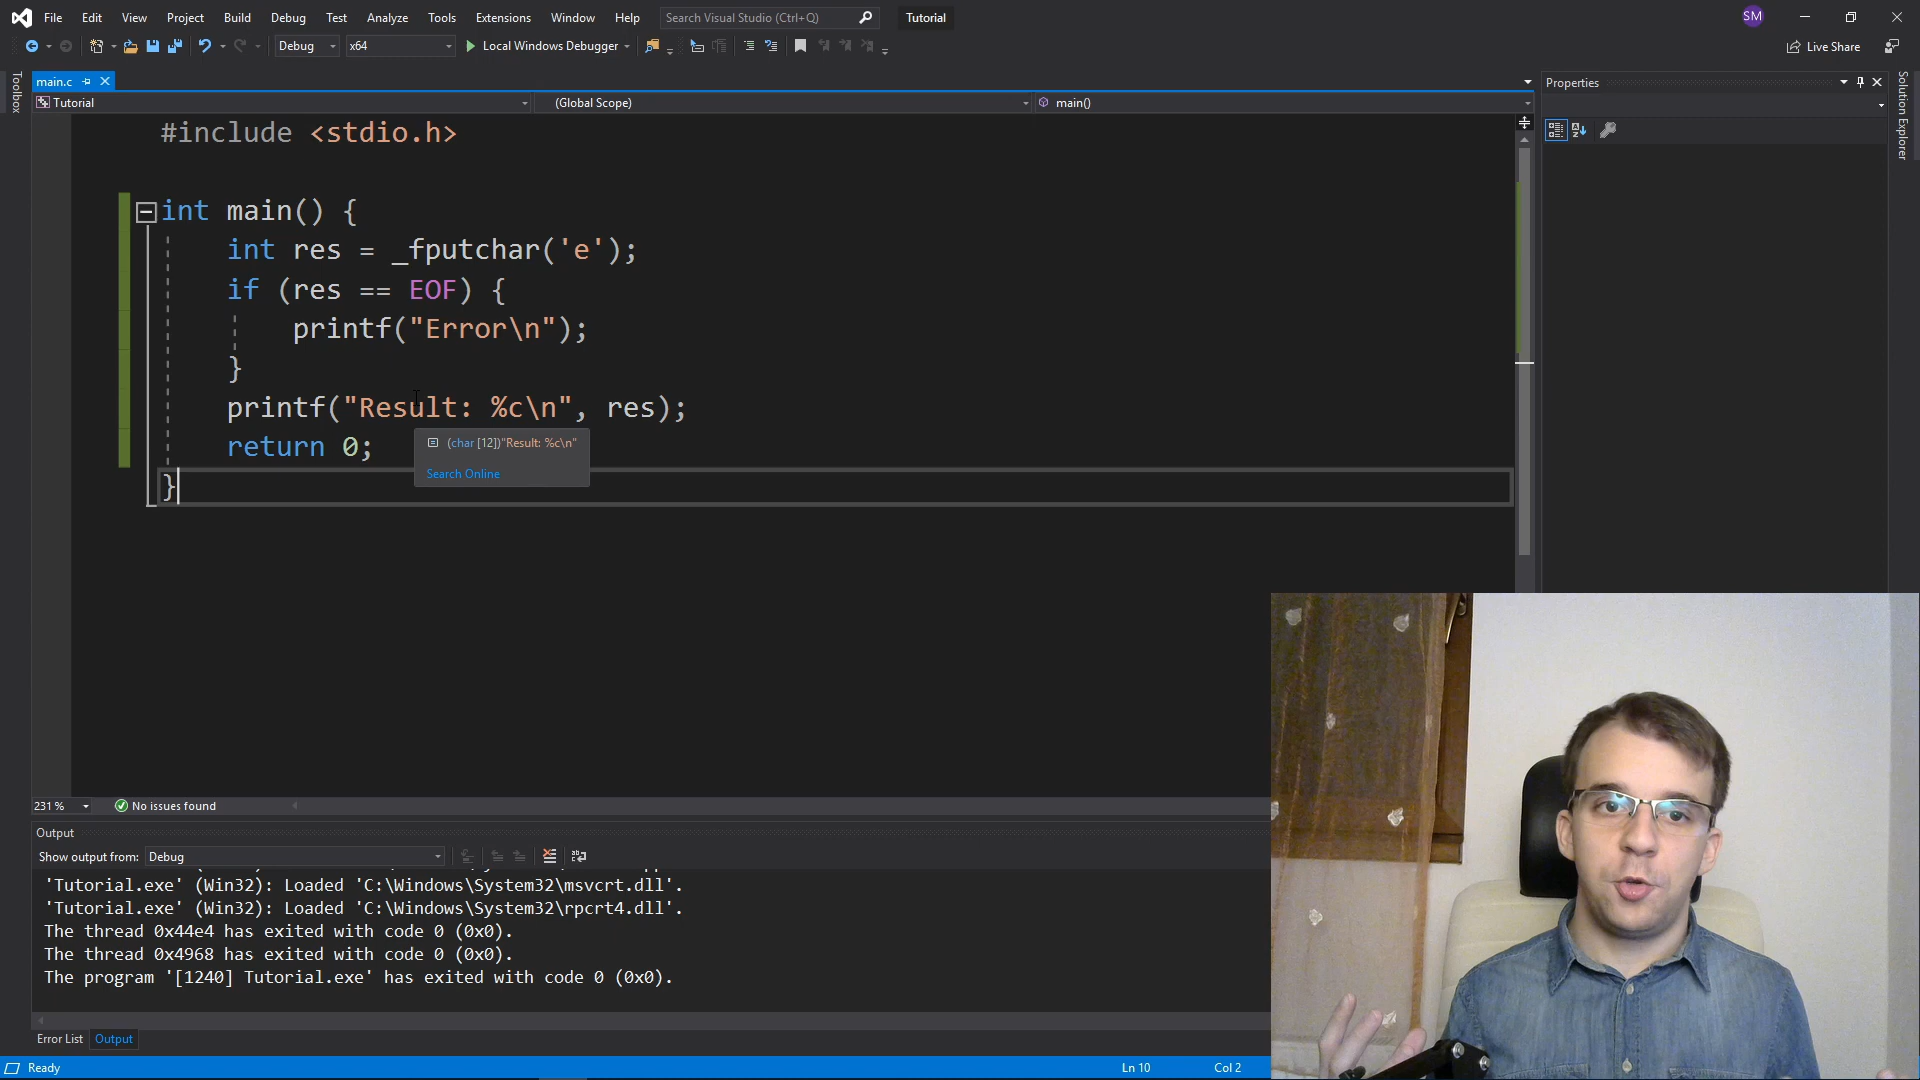 File Edit View Project Build Debug Test Analyze Tools Extensions Window Help Search Visual Studio (Ctrl+Q) Tutorial SM
Debug x64 Local Windows Debugger Live Share
Toolbox
main.c
Tutorial (Global Scope) main()
#include <stdio.h>
int main() {
int res = _fputchar('e');
if (res == EOF) {
printf("Error\n");
}
printf("Result: %c\n", res);
return 0;
}
(char [12])"Result: %c\n"
Search Online
Properties
Solution Explorer
231 % No issues found
Output
Show output from: Debug
'Tutorial.exe' (Win32): Loaded 'C:\Windows\System32\msvcrt.dll'.
'Tutorial.exe' (Win32): Loaded 'C:\Windows\System32\rpcrt4.dll'.
The thread 0x44e4 has exited with code 0 (0x0).
The thread 0x4968 has exited with code 0 (0x0).
The program '[1240] Tutorial.exe' has exited with code 0 (0x0).
Error List Output
Ready Ln 10 Col 2